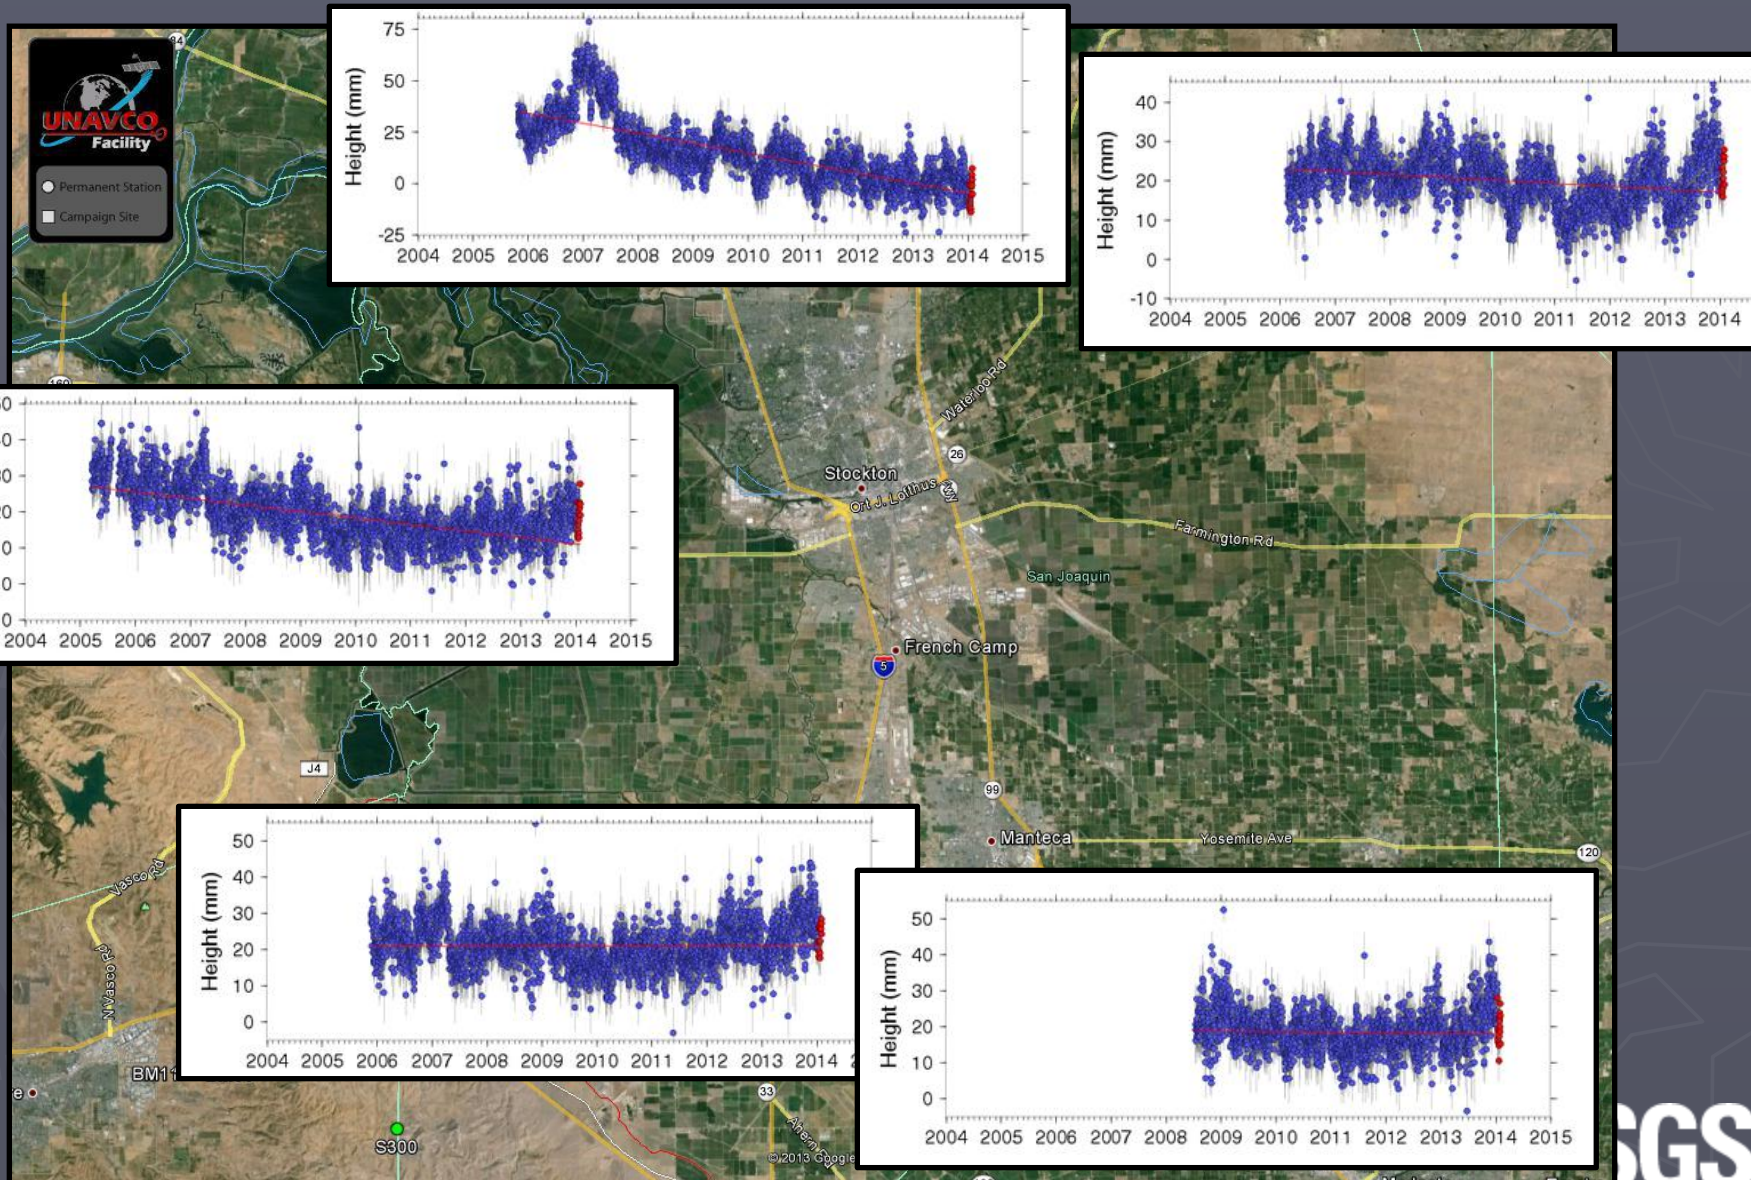 84
UNAVCO
Facility
Permanent Station
Campaign Site
Height (mm)
75
50
25
0
-25
2004 2005 2006 2007 2008 2009 2010 2011 2012 2013 2014 2015
Height (mm)
40
30
20
10
0
-10
2004 2005 2006 2007 2008 2009 2010 2011 2012 2013 2014
Waterloo Rd
26
Stockton
Ort J. Lofthus
Farmington Rd
San Joaquin
French Camp
5
2004 2005 2006 2007 2008 2009 2010 2011 2012 2013 2014 2015
J4
99
Manteca
Yosemite Ave
120
Vasco Rd
N Vasco Rd
Height (mm)
50
40
30
20
10
0
2004 2005 2006 2007 2008 2009 2010 2011 2012 2013 2014
Height (mm)
50
40
30
20
10
0
2004 2005 2006 2007 2008 2009 2010 2011 2012 2013 2014 2015
BM11
33
S300
© 2013 Google
SGS